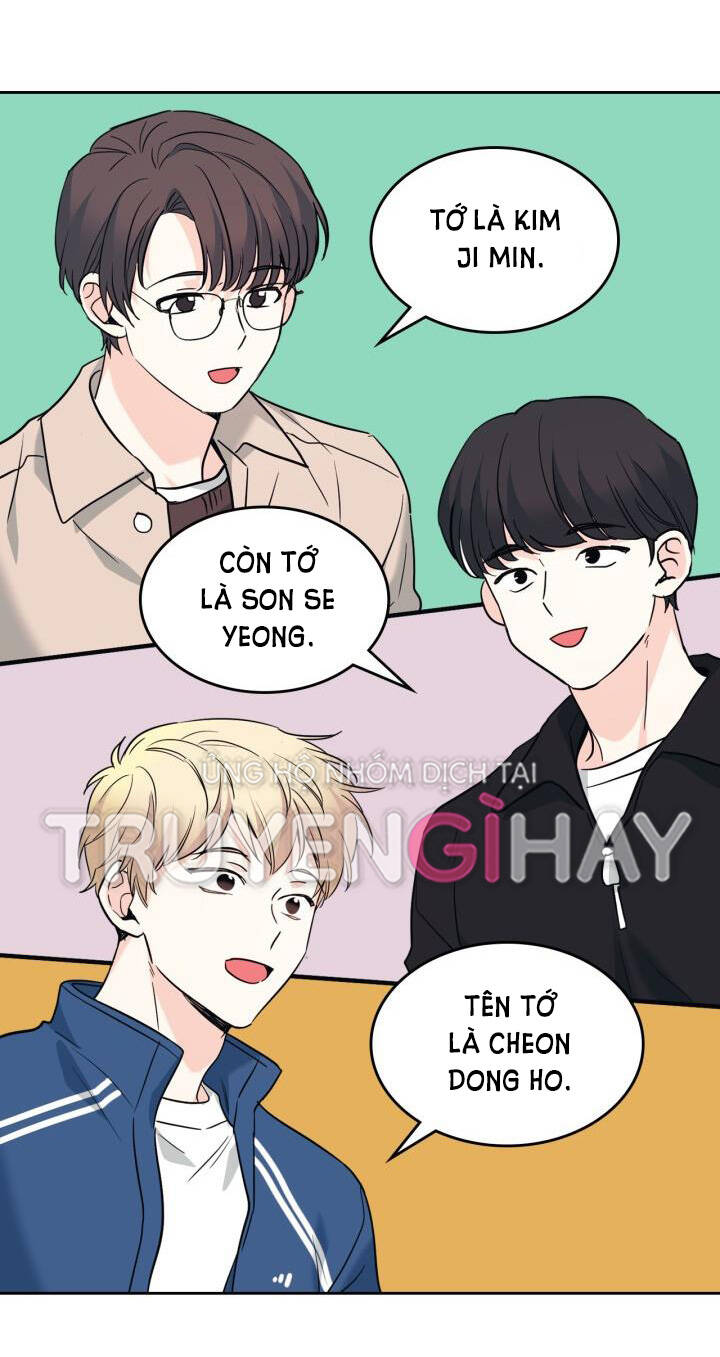 TỚ LÀ KIM
JI MIN.
CÒN TỚ
LÀ SON SE
YEONG.
ỦNG HỘ NHÓM DỊCH TẠI
TRUYENGÌHAY
TÊN TỚ
LÀ CHEON
DONG HO.